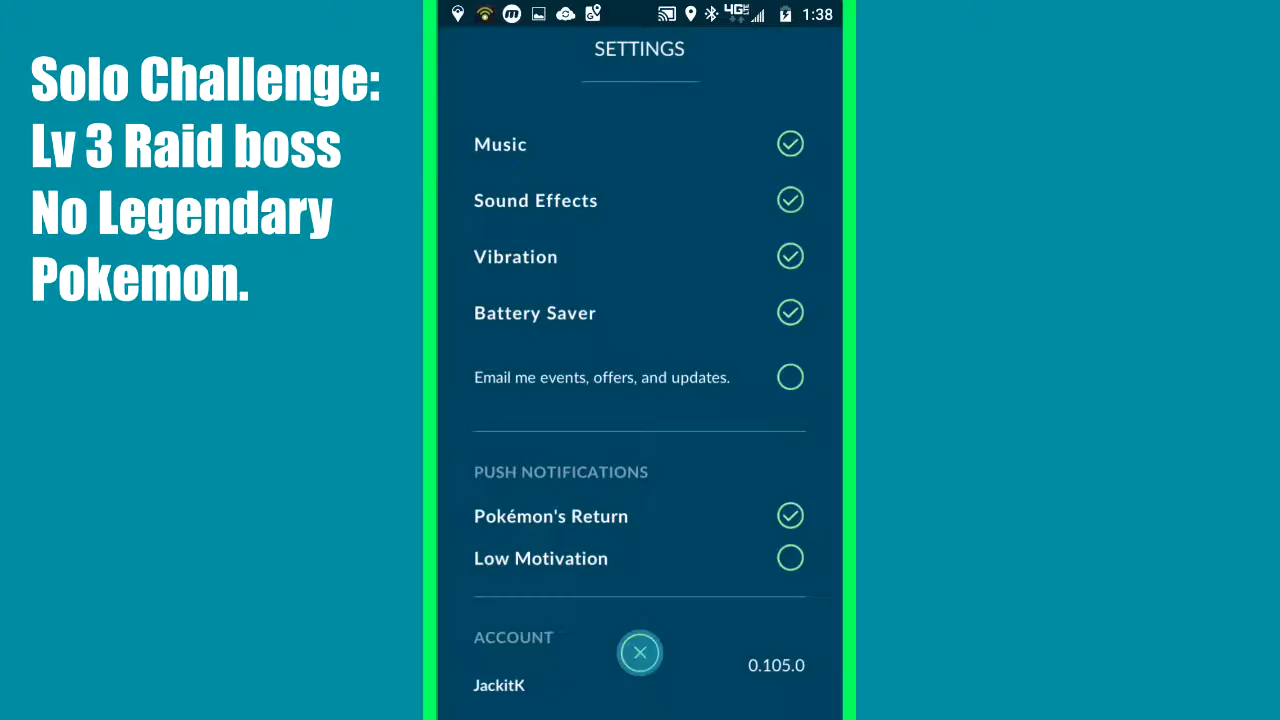 Solo Challenge:
Lv 3 Raid boss
No Legendary
Pokemon.
4G 1:38
SETTINGS
Music
Sound Effects
Vibration
Battery Saver
Email me events, offers, and updates.
PUSH NOTIFICATIONS
Pokémon's Return
Low Motivation
ACCOUNT
0.105.0
JackitK